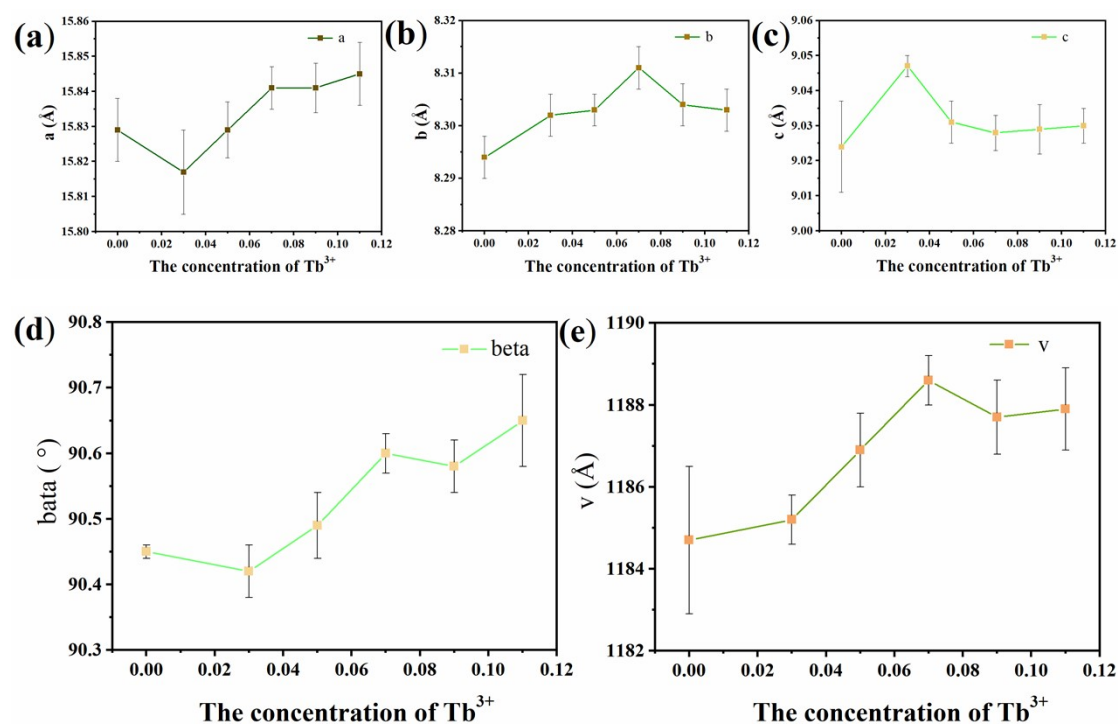 (a)
15.86
15.85
15.84
15.83
15.82
15.81
15.80
a (Å)
a
0.00 0.02 0.04 0.06 0.08 0.10 0.12
The concentration of Tb3+
(b)
8.32
8.31
8.30
8.29
8.28
b (Å)
b
0.00 0.02 0.04 0.06 0.08 0.10 0.12
The concentration of Tb3+
(c)
9.06
9.05
9.04
9.03
9.02
9.01
9.00
c (Å)
c
0.00 0.02 0.04 0.06 0.08 0.10 0.12
The concentration of Tb3+
(d)
90.8
90.7
90.6
90.5
90.4
90.3
bata ( °)
beta
0.00 0.02 0.04 0.06 0.08 0.10 0.12
The concentration of Tb3+
(e)
1190
1188
1186
1184
1182
v (Å)
v
0.00 0.02 0.04 0.06 0.08 0.10 0.12
The concentration of Tb3+